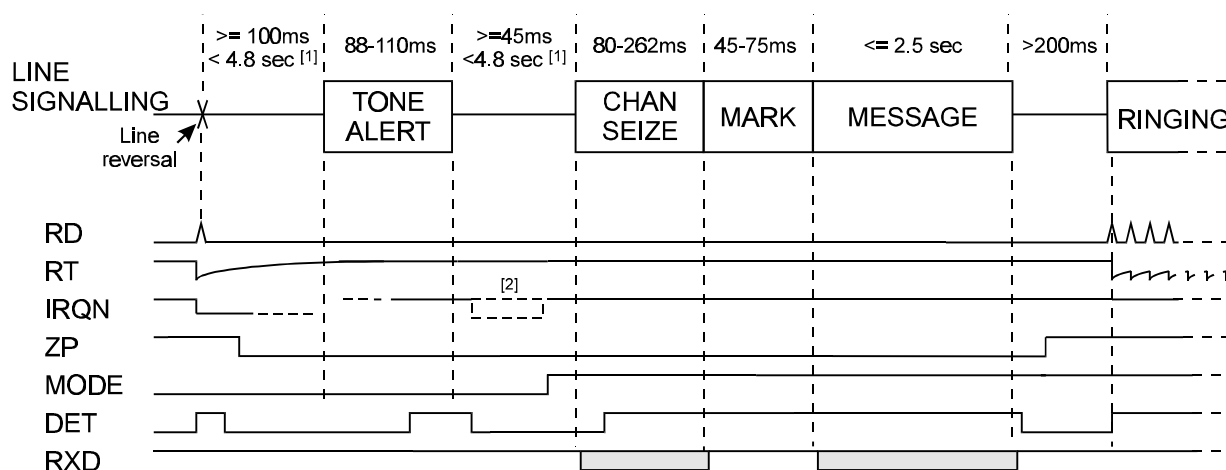 >= 100ms
< 4.8 sec [1]
88-110ms
>=45ms
<4.8 sec [1]
80-262ms
45-75ms
<= 2.5 sec
>200ms
LINE
SIGNALLING
Line
reversal
TONE
ALERT
CHAN
SEIZE
MARK
MESSAGE
RINGING
RD
RT
[2]
IRQN
ZP
MODE
DET
RXD